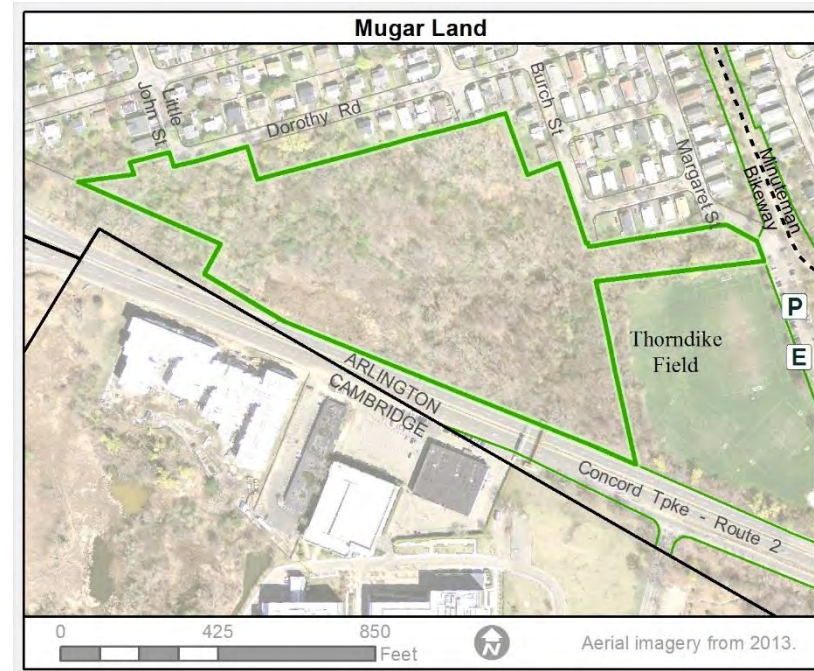 Mugar Land
Little
John St
Dorothy Rd
Burch St
Margaret St
Minuteman
Bikeway
P
E
Thorndike
Field
ARLINGTON
CAMBRIDGE
Concord Tpke - Route 2
0 425 850
Feet
N
Aerial imagery from 2013.